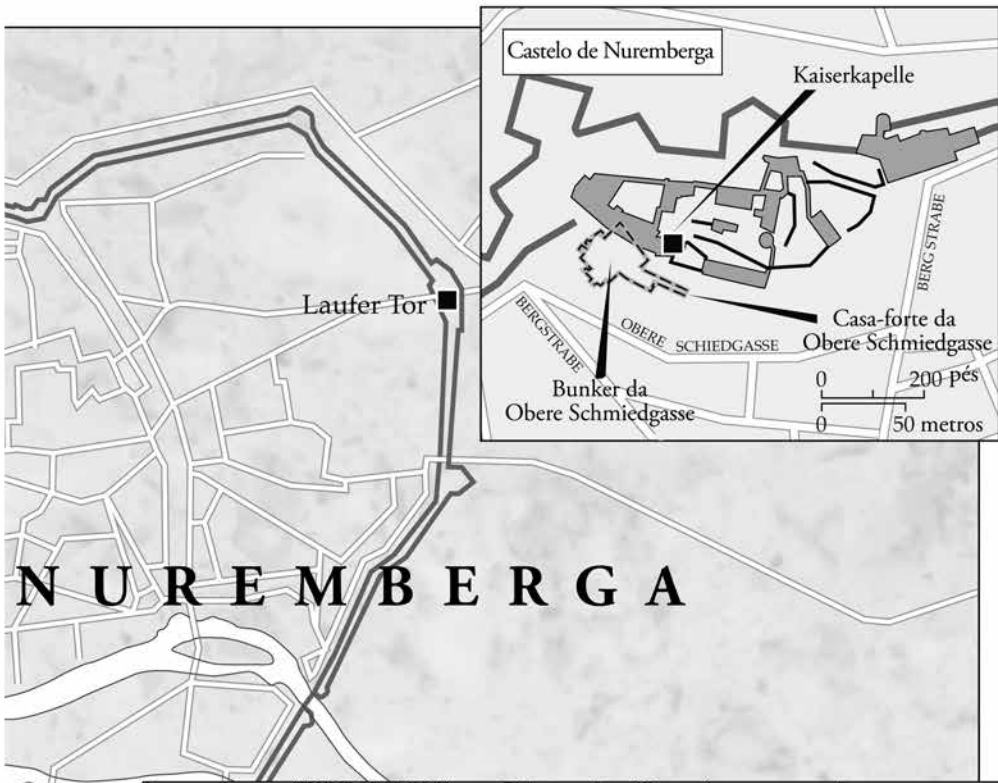 Castelo de Nuremberga
Kaiserkapelle
Laufer Tor
BERG STRABE
BERGSTRABE
OBERE SCHIEDGASSE
Casa-forte da
Obere Schmiedgasse
Bunker da
Obere Schmiedgasse
0 200 pés
0 50 metros
NUREMBERGA